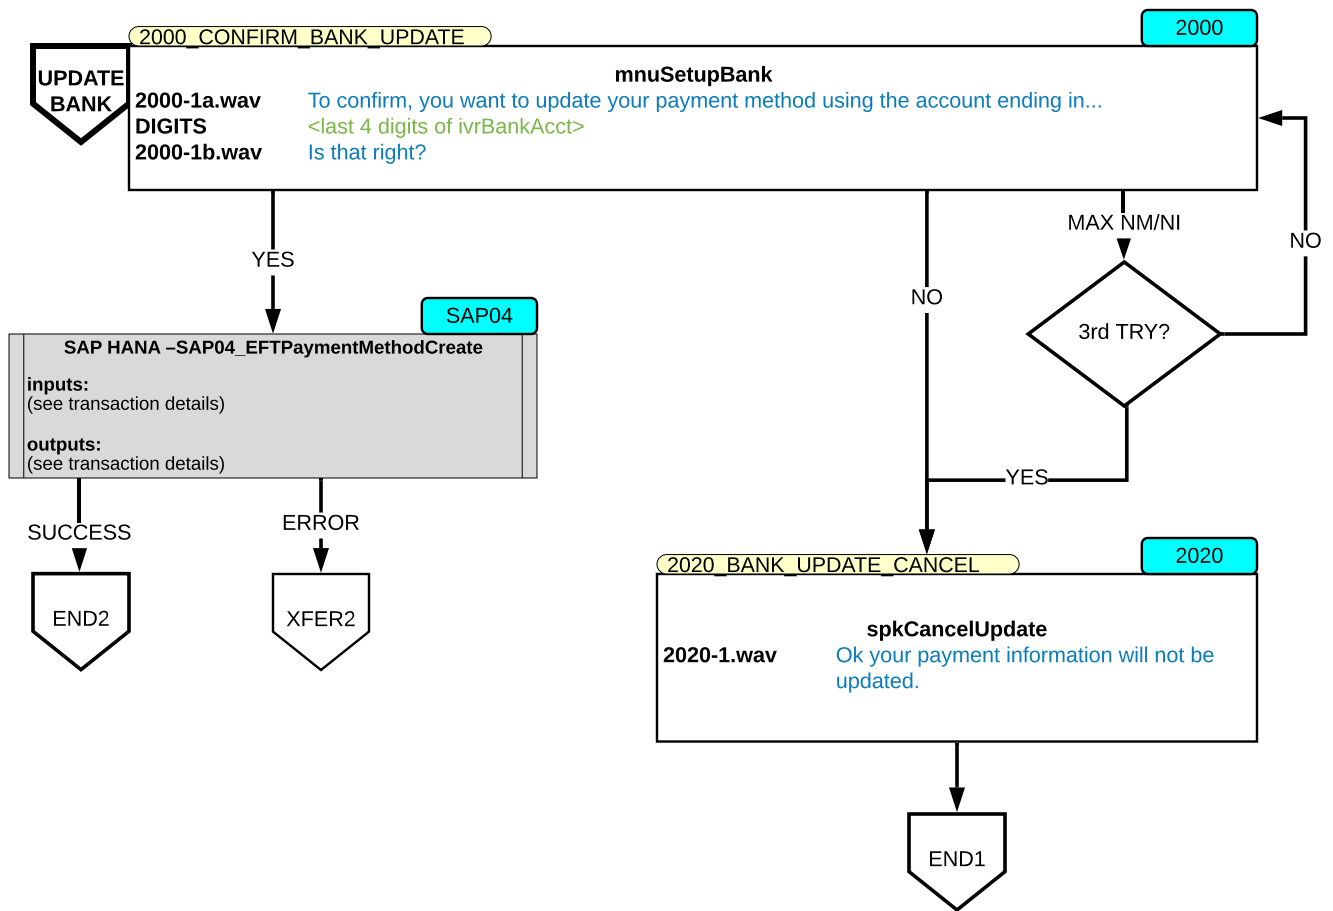 2000_CONFIRM_BANK_UPDATE
2000
UPDATE
BANK
mnuSetupBank
2000-1a.wav To confirm, you want to update your payment method using the account ending in...
DIGITS <last 4 digits of ivrBankAcct>
2000-1b.wav Is that right?
MAX NM/NI
NO
YES
NO
SAP04
3rd TRY?
SAP HANA –SAP04_EFTPaymentMethodCreate
inputs:
(see transaction details)
outputs:
(see transaction details)
YES
SUCCESS
ERROR
2020_BANK_UPDATE_CANCEL
2020
END2
XFER2
spkCancelUpdate
2020-1.wav Ok your payment information will not be
updated.
END1